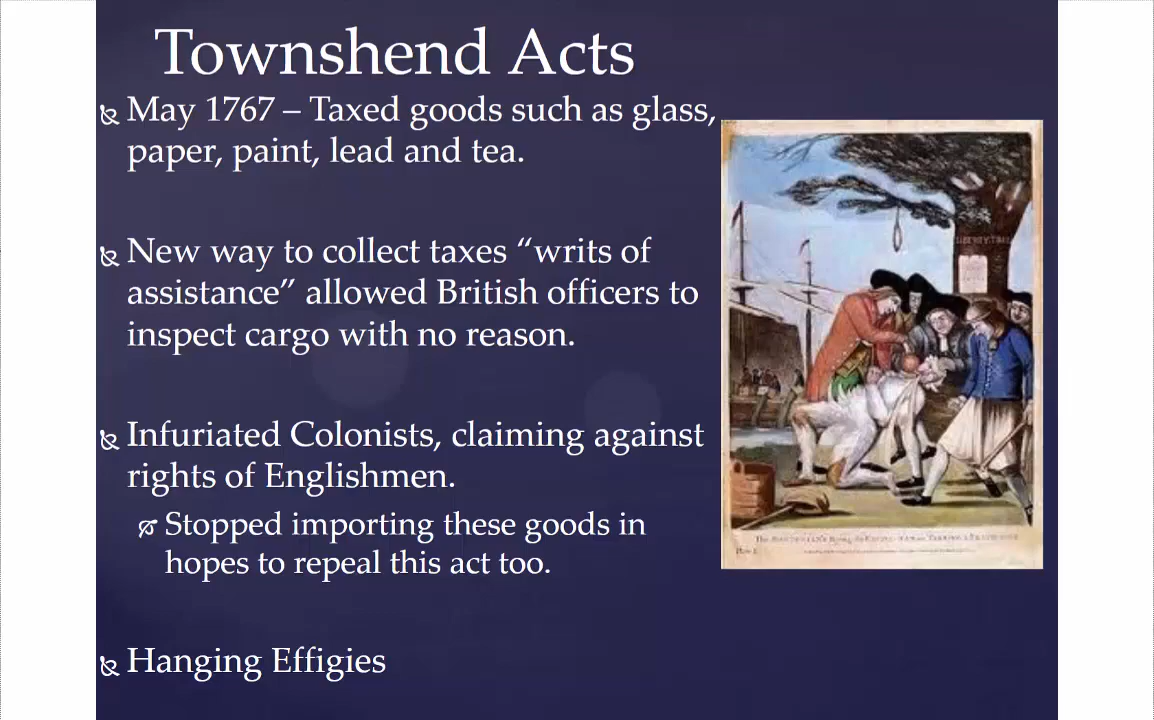 Townshend Acts
May 1767 – Taxed goods such as glass,
paper, paint, lead and tea.
New way to collect taxes “writs of
assistance” allowed British officers to
inspect cargo with no reason.
Infuriated Colonists, claiming against
rights of Englishmen.
Stopped importing these goods in
hopes to repeal this act too.
Hanging Effigies
LIBERTY TREE